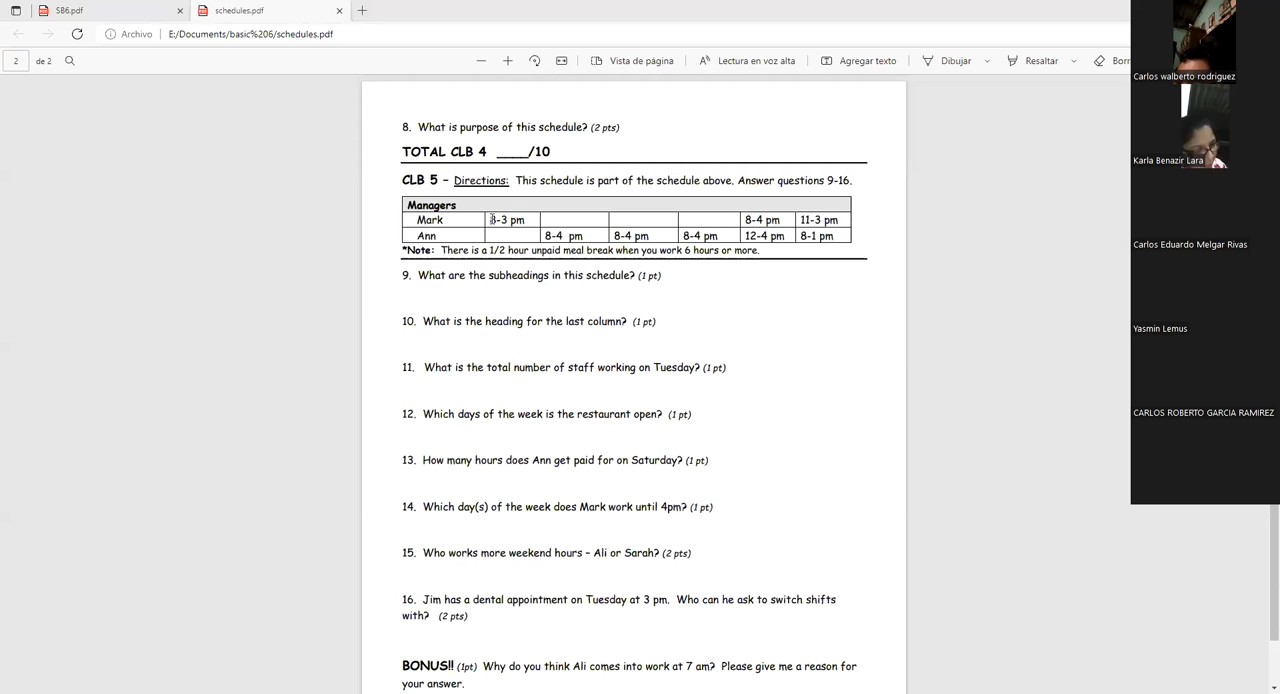 SB6.pdf
schedules.pdf
Archivo E:/Documents/basic%206/schedules.pdf
2 de 2 Vista de página Lectura en voz alta Agregar texto Dibujar Resaltar Borr
8. What is purpose of this schedule? (2 pts)
TOTAL CLB 4 ____/10
CLB 5 – Directions: This schedule is part of the schedule above. Answer questions 9-16.
Managers
Mark 8-3 pm 8-4 pm 11-3 pm
Ann 8-4 pm 8-4 pm 8-4 pm 12-4 pm 8-1 pm
*Note: There is a 1/2 hour unpaid meal break when you work 6 hours or more.
9. What are the subheadings in this schedule? (1 pt)
10. What is the heading for the last column? (1 pt)
11. What is the total number of staff working on Tuesday? (1 pt)
12. Which days of the week is the restaurant open? (1 pt)
13. How many hours does Ann get paid for on Saturday? (1 pt)
14. Which day(s) of the week does Mark work until 4pm? (1 pt)
15. Who works more weekend hours – Ali or Sarah? (2 pts)
16. Jim has a dental appointment on Tuesday at 3 pm. Who can he ask to switch shifts
with? (2 pts)
BONUS!! (1pt) Why do you think Ali comes into work at 7 am? Please give me a reason for
your answer.
Carlos walberto rodriguez
Karla Benazir Lara
Carlos Eduardo Melgar Rivas
Yasmin Lemus
CARLOS ROBERTO GARCIA RAMIREZ